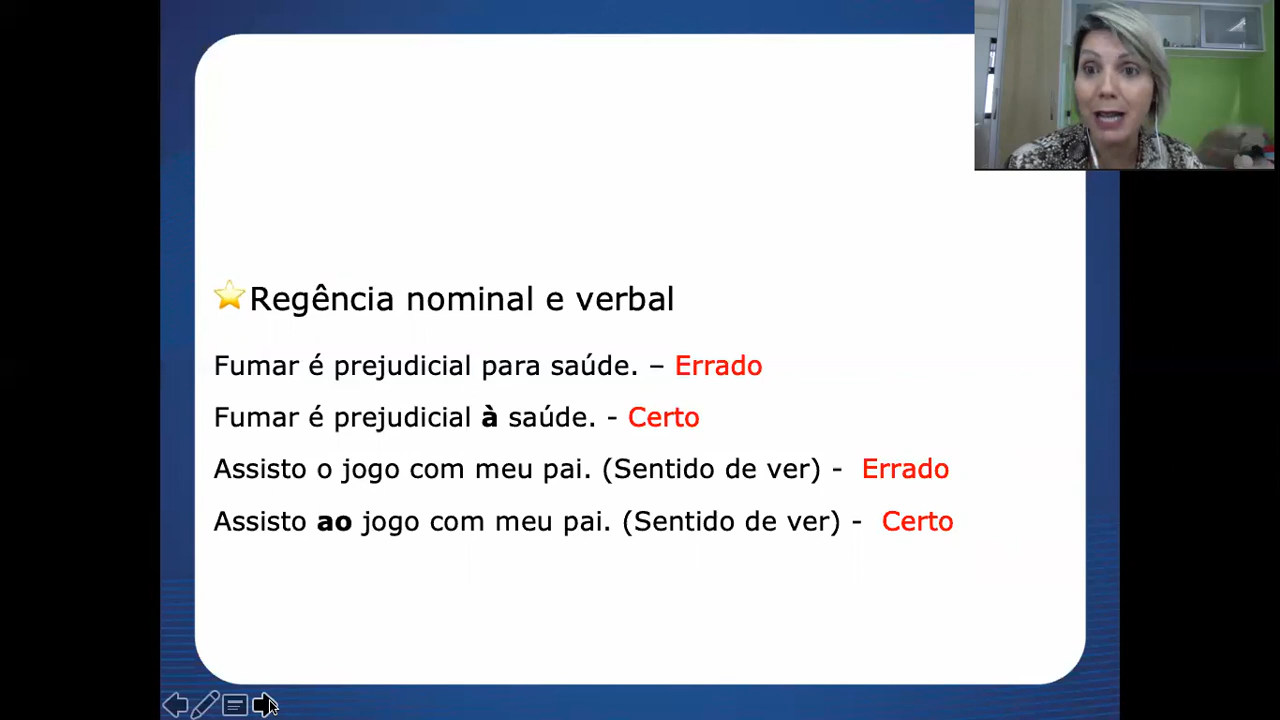 Regência nominal e verbal
Fumar é prejudicial para saúde. – Errado
Fumar é prejudicial à saúde. - Certo
Assisto o jogo com meu pai. (Sentido de ver) - Errado
Assisto ao jogo com meu pai. (Sentido de ver) - Certo